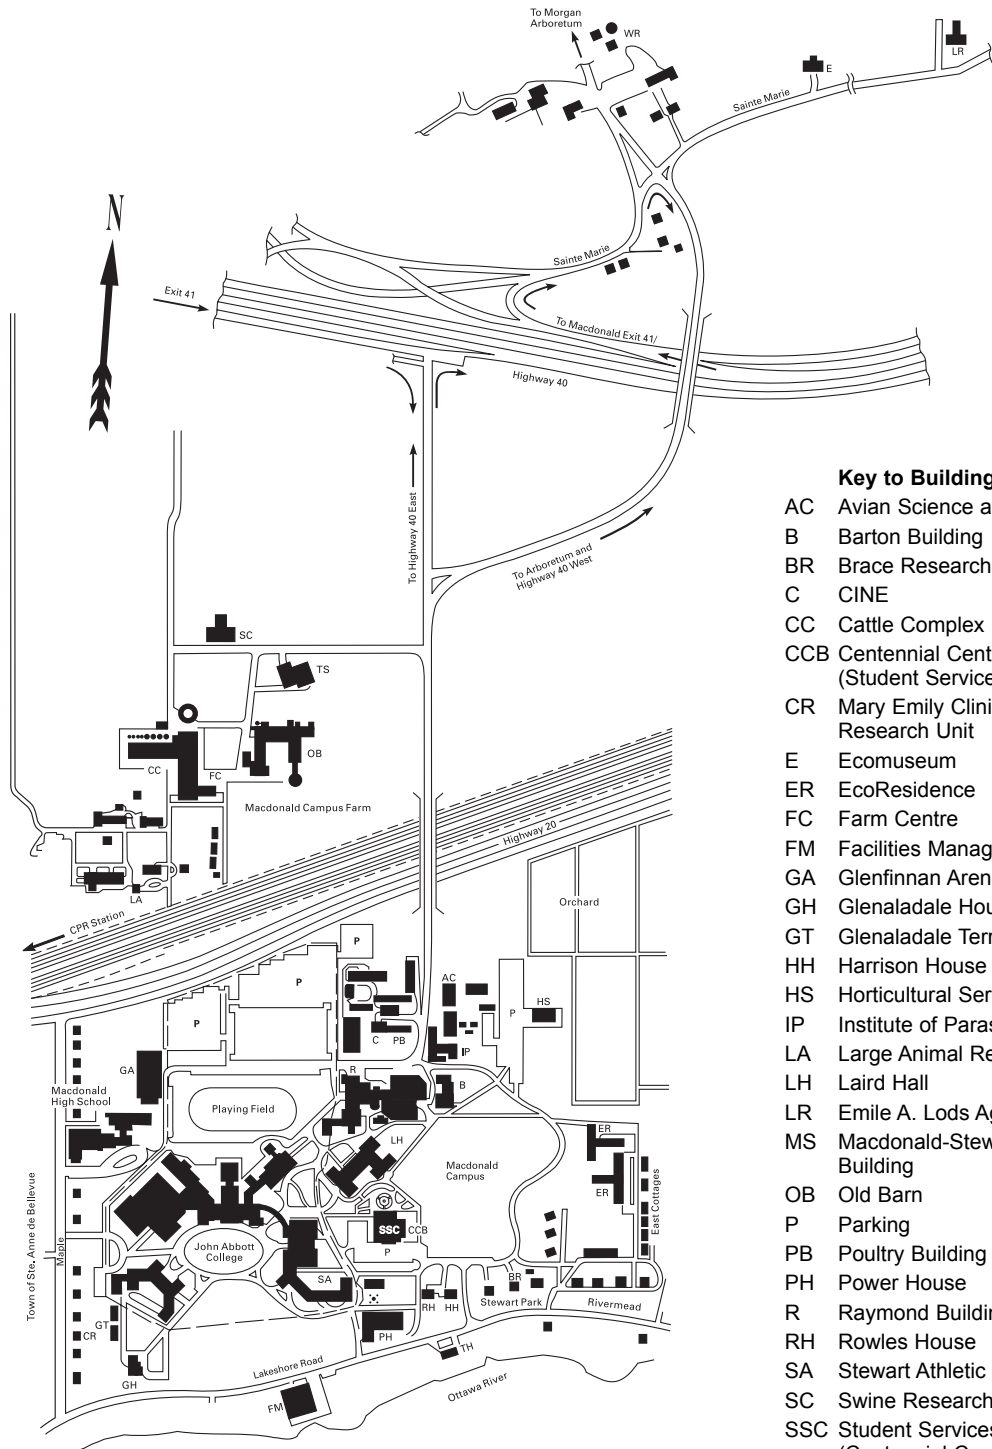 To Morgan
Arboretum
WR
LR
E
Sainte Marie
N
Sainte Marie
Exit 41
To Macdonald Exit 41/
Highway 40
To Highway 40 East
To Arboretum and
Highway 40 West
SC
TS
OB
CC
FC
Macdonald Campus Farm
Highway 20
LA
CPR Station
Orchard
P
P
P
AC
HS
P
C
PB
IP
GA
R
B
Macdonald
High School
Playing Field
LH
ER
Macdonald
Campus
ER
East Cottages
Town of Ste. Anne de Bellevue
Maple
SSC
CCB
P
John Abbott
College
SA
BR
RH
HH
Stewart Park
Rivermead
GT
CR
PH
TH
GH
Lakeshore Road
Ottawa River
FM
Key to Building
AC Avian Science a
B Barton Building
BR Brace Research
C CINE
CC Cattle Complex
CCB Centennial Cent
(Student Service
CR Mary Emily Clini
Research Unit
E Ecomuseum
ER EcoResidence
FC Farm Centre
FM Facilities Manag
GA Glenfinnan Aren
GH Glenaladale Hou
GT Glenaladale Terr
HH Harrison House
HS Horticultural Ser
IP Institute of Paras
LA Large Animal Re
LH Laird Hall
LR Emile A. Lods Ag
MS Macdonald-Stew
Building
OB Old Barn
P Parking
PB Poultry Building
PH Power House
R Raymond Buildin
RH Rowles House
SA Stewart Athletic
SC Swine Research
SSC Student Services